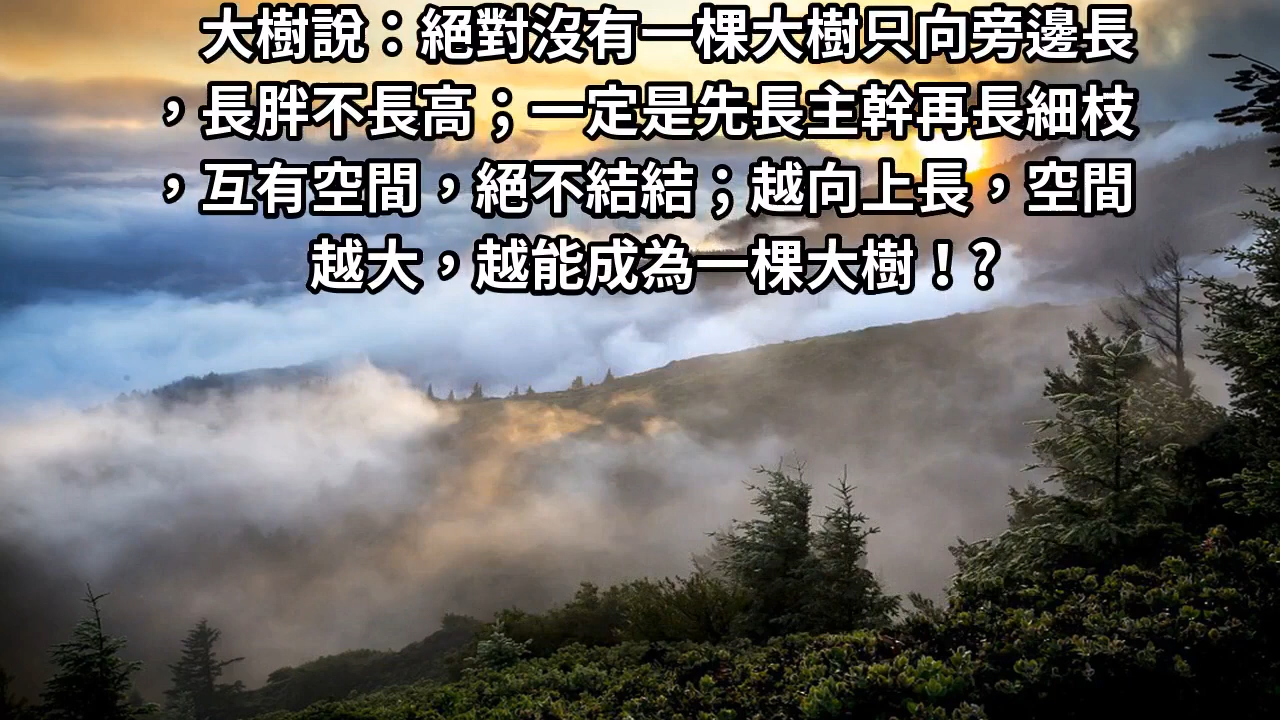 大樹說：絕對沒有一棵大樹只向旁邊長
，長胖不長高；一定是先長主幹再長細枝
，互有空間，絕不結結；越向上長，空間
越大，越能成為一棵大樹！?